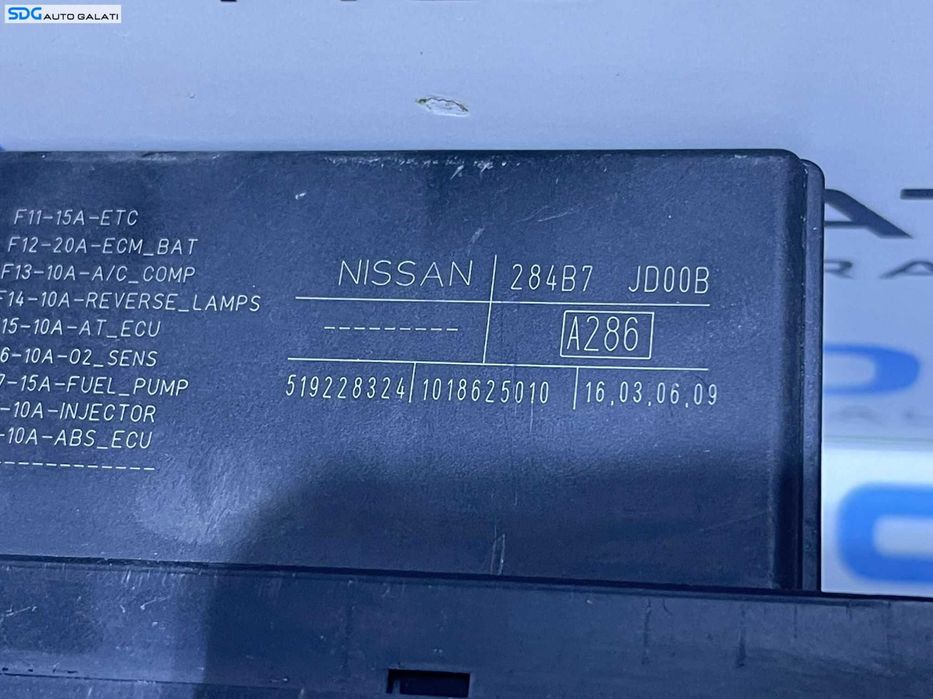 SDG AUTO GALATI
F11-15A-ETC
F12-20A-ECM_BAT
F13-10A-A/C_COMP
F14-10A-REVERSE_LAMPS
15-10A-AT_ECU
6-10A-O2_SENS
7-15A-FUEL_PUMP
-10A-INJECTOR
-10A-ABS_ECU
NISSAN 284B7 JD00B
A286
519228324 1018625010 16.03.06.09